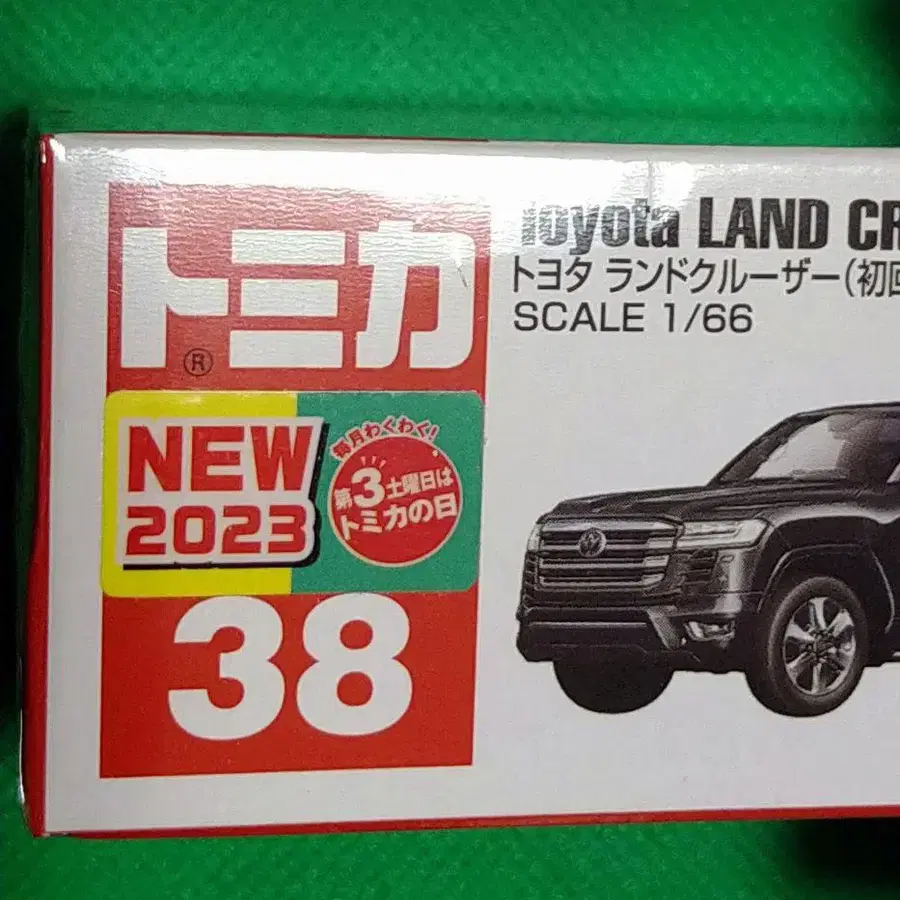 トミカ
®
NEW
2023
毎月わくわく!
第3土曜日は
トミカの日
38
Toyota LAND CR
トヨタ ランドクルーザー(初回
SCALE 1/66